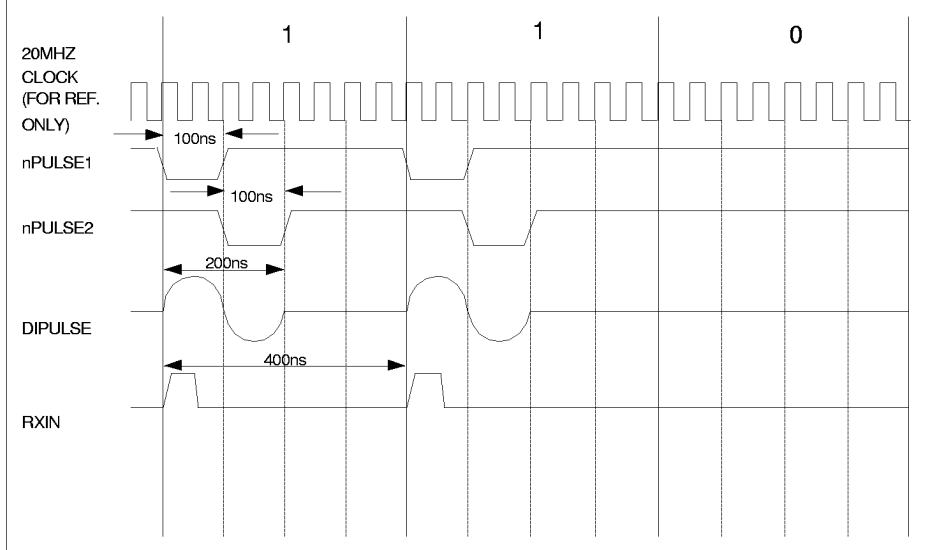 1 1 0
20MHZ
CLOCK
(FOR REF.
ONLY)
100ns
nPULSE1
100ns
nPULSE2
200ns
DIPULSE
400ns
RXIN